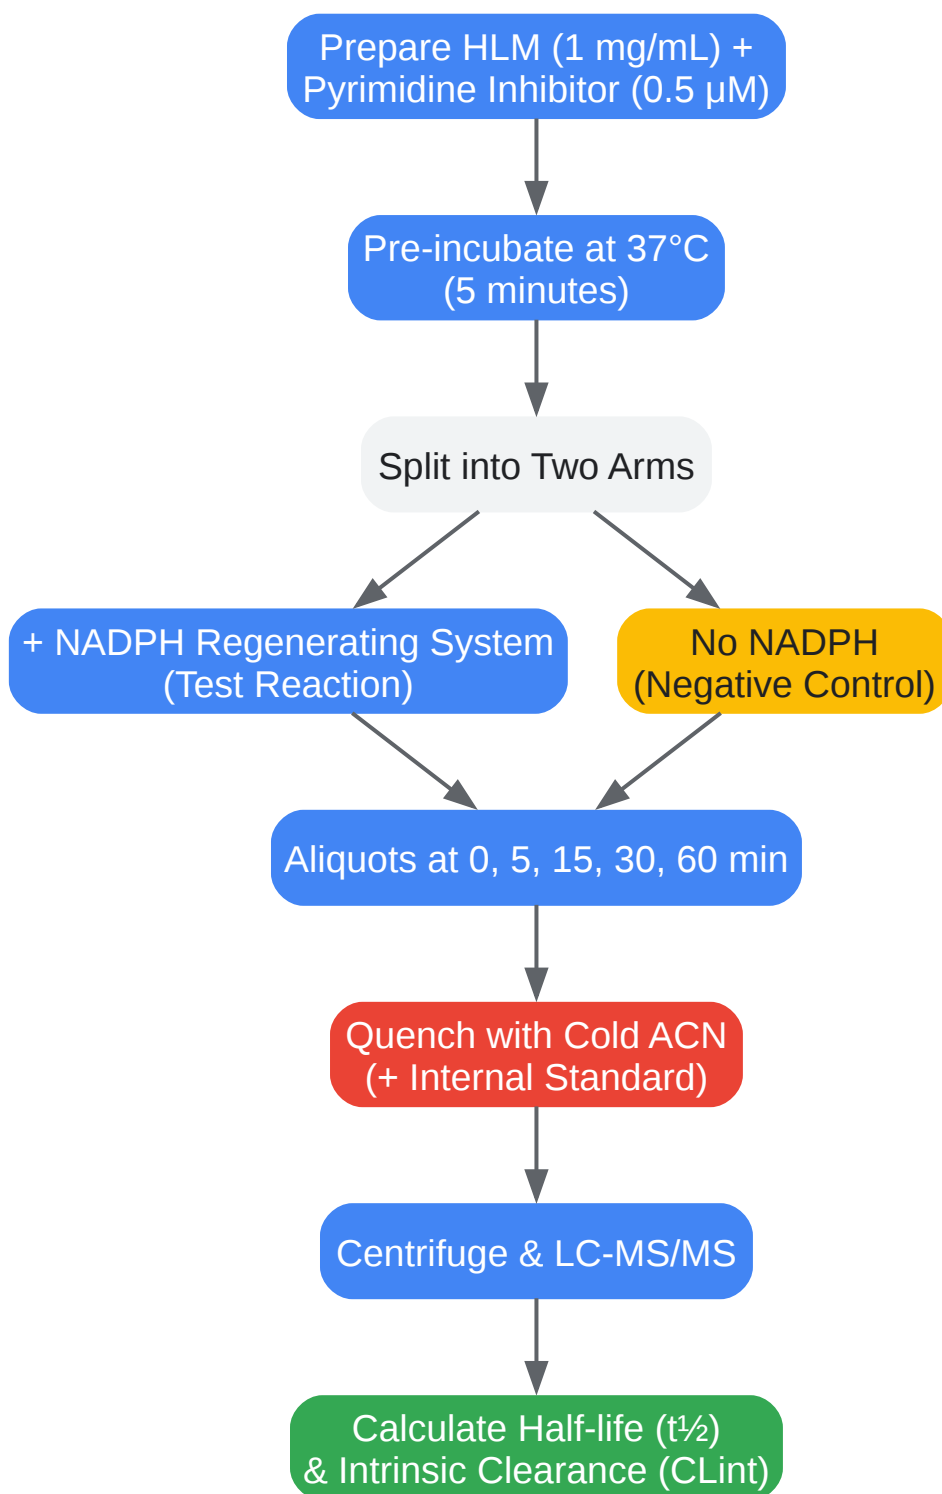 Prepare HLM (1 mg/mL) +
Pyrimidine Inhibitor (0.5 μM)
Pre-incubate at 37°C
(5 minutes)
Split into Two Arms
+ NADPH Regenerating System
(Test Reaction)
No NADPH
(Negative Control)
Aliquots at 0, 5, 15, 30, 60 min
Quench with Cold ACN
(+ Internal Standard)
Centrifuge & LC-MS/MS
Calculate Half-life (t½)
& Intrinsic Clearance (CLint)